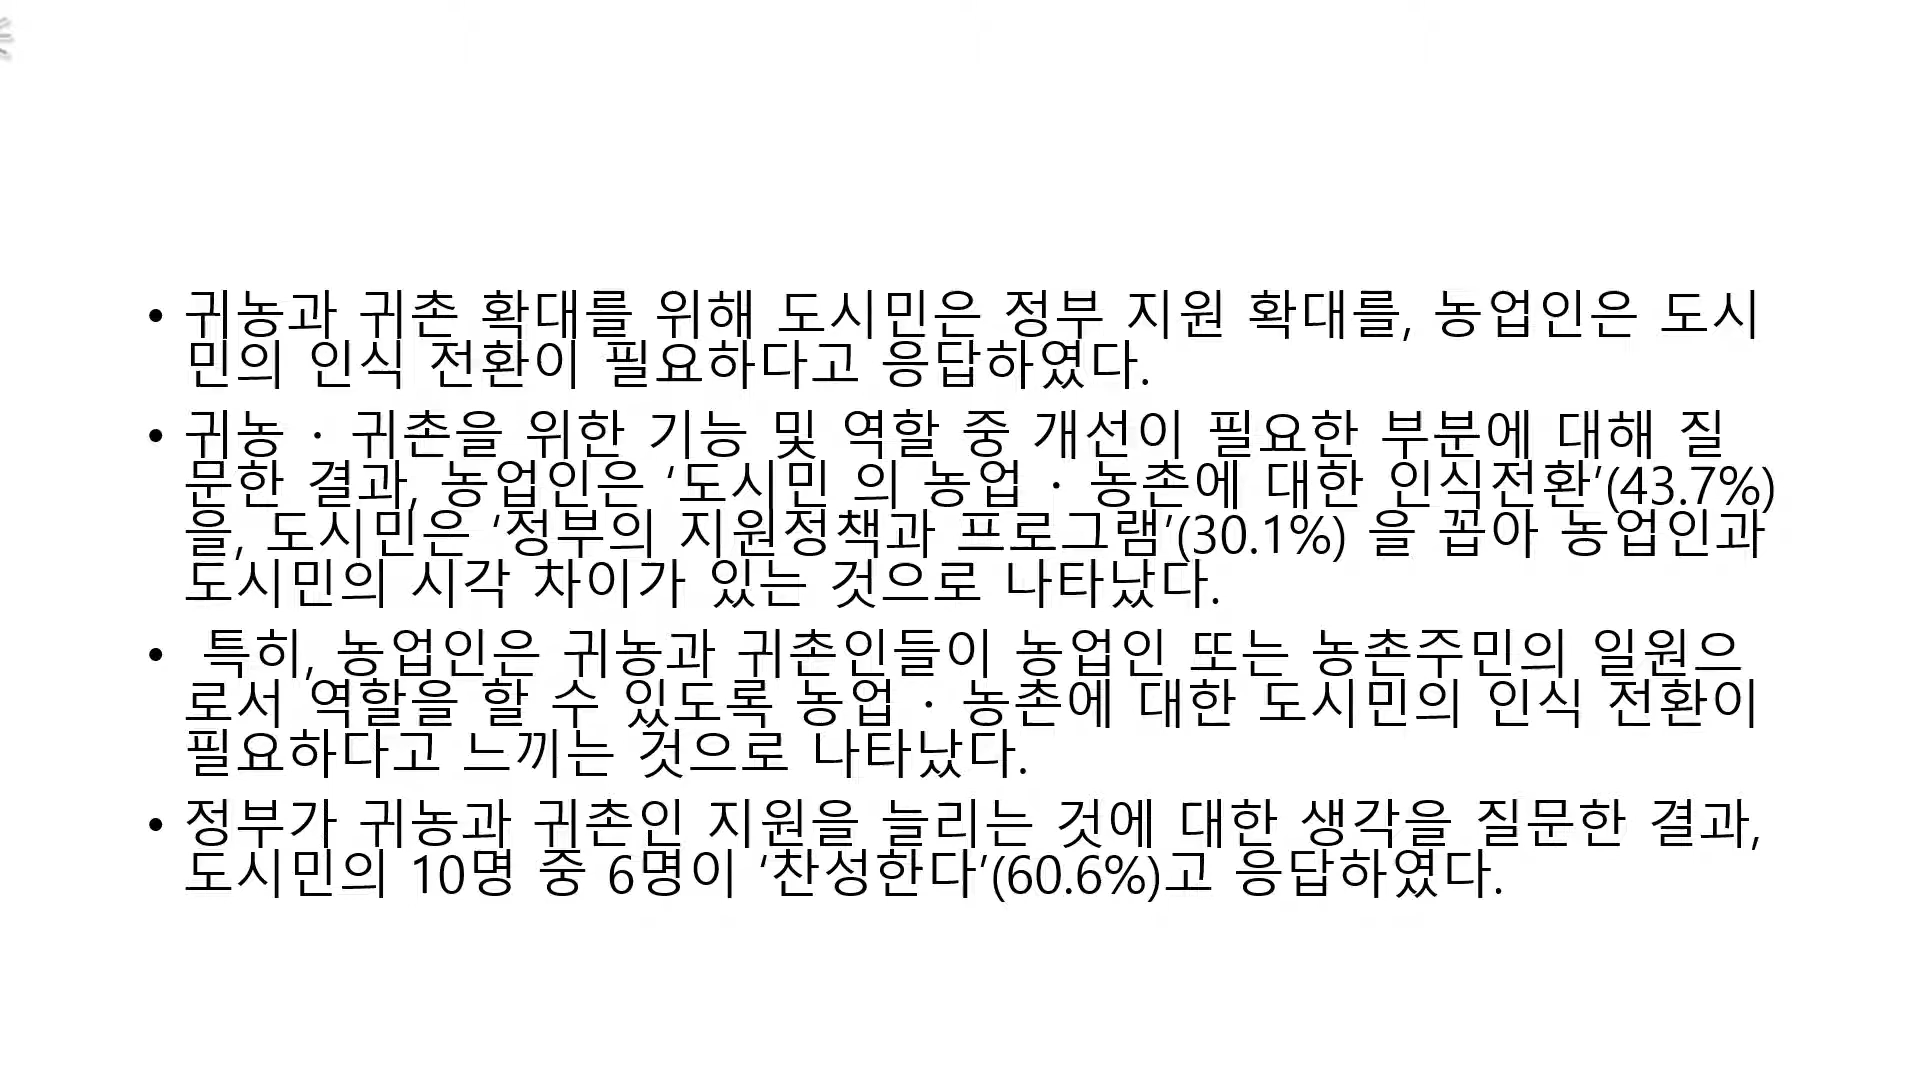 • 귀농과 귀촌 확대를 위해 도시민은 정부 지원 확대를, 농업인은 도시
민의 인식 전환이 필요하다고 응답하였다.
• 귀농 · 귀촌을 위한 기능 및 역할 중 개선이 필요한 부분에 대해 질
문한 결과, 농업인은 ‘도시민 의 농업 · 농촌에 대한 인식전환’(43.7%)
을, 도시민은 ‘정부의 지원정책과 프로그램’(30.1%) 을 꼽아 농업인과
도시민의 시각 차이가 있는 것으로 나타났다.
• 특히, 농업인은 귀농과 귀촌인들이 농업인 또는 농촌주민의 일원으
로서 역할을 할 수 있도록 농업 · 농촌에 대한 도시민의 인식 전환이
필요하다고 느끼는 것으로 나타났다.
• 정부가 귀농과 귀촌인 지원을 늘리는 것에 대한 생각을 질문한 결과,
도시민의 10명 중 6명이 ‘찬성한다’(60.6%)고 응답하였다.